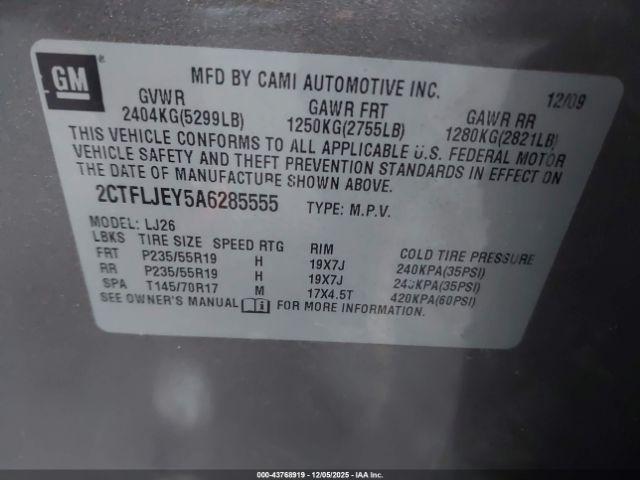 GM
MFD BY CAMI AUTOMOTIVE INC.
12/09
GVWR GAWR FRT GAWR RR
2404KG(5299LB) 1250KG(2755LB) 1280KG(2821LB)
THIS VEHICLE CONFORMS TO ALL APPLICABLE U.S. FEDERAL MOTOR
VEHICLE SAFETY AND THEFT PREVENTION STANDARDS IN EFFECT ON
THE DATE OF MANUFACTURE SHOWN ABOVE.
2CTFLJEY5A6285555 TYPE: M.P.V.
MODEL: LJ26
LBKS TIRE SIZE SPEED RTG RIM COLD TIRE PRESSURE
FRT P235/55R19 H 19X7J 240KPA(35PSI)
RR P235/55R19 H 19X7J 240KPA(35PSI)
SPA T145/70R17 M 17X4.5T 420KPA(60PSI)
SEE OWNER'S MANUAL FOR MORE INFORMATION.
000-43768919 - 12/05/2025 - IAA Inc.